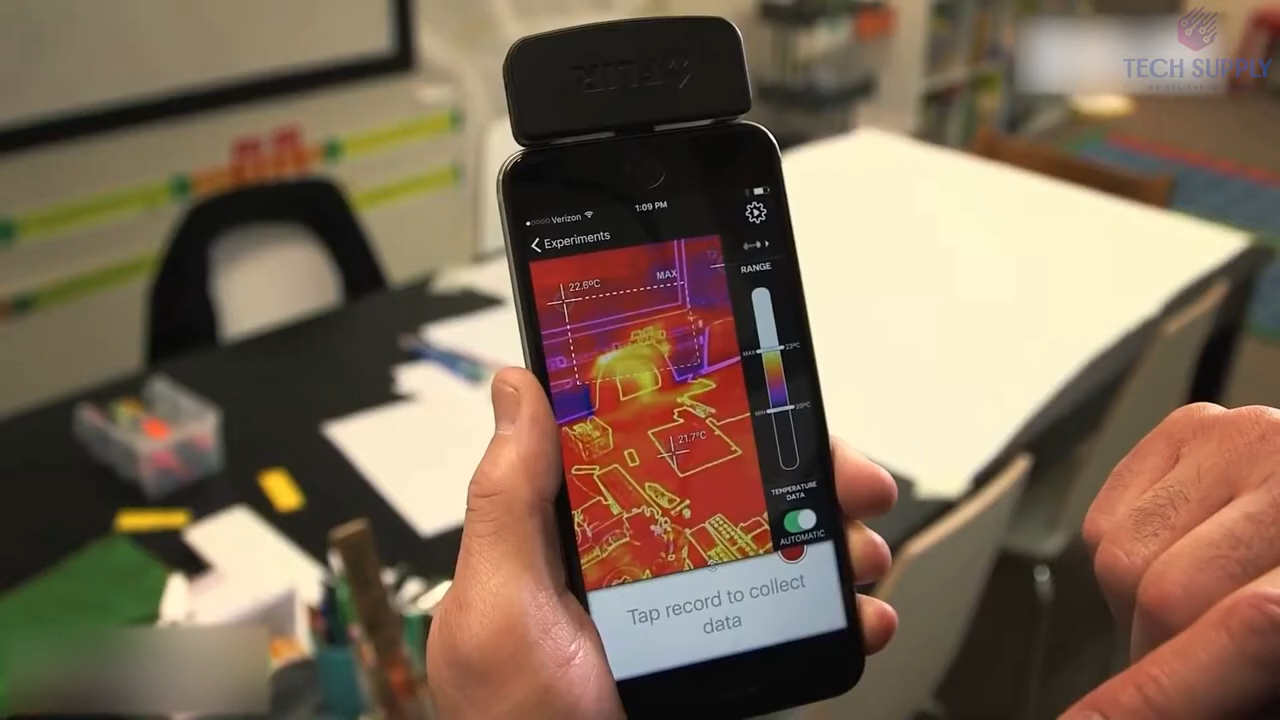 TECH SUPPLY
FLIR
Verizon
1:09 PM
Experiments
22.6°C
MAX
RANGE
MAX
23°C
MIN
20°C
21.7°C
TEMPERATURE
DATA
AUTOMATIC
Tap record to collect
data